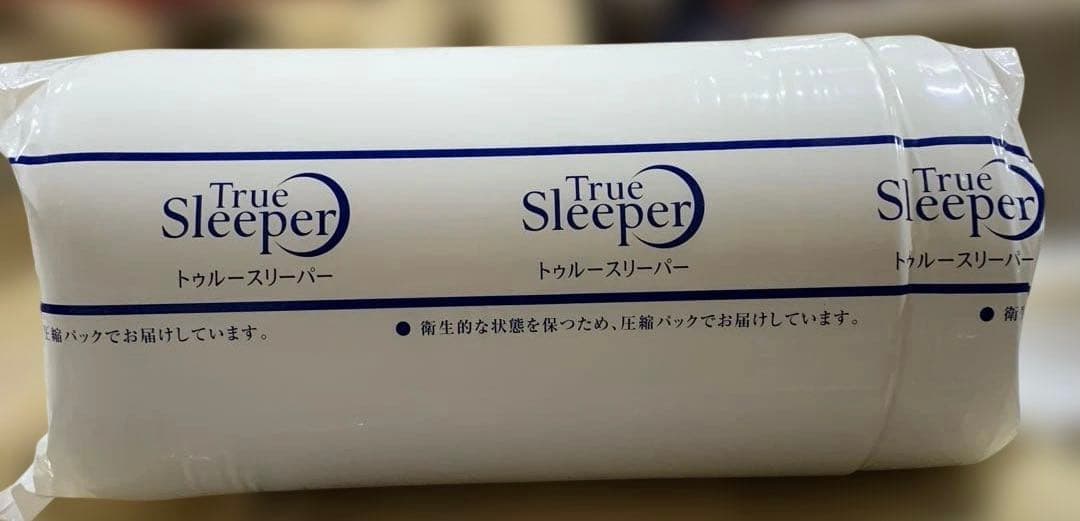 True
Sleeper
トゥルースリーパー
True
Sleeper
トゥルースリーパー
True
Sleeper
トゥルースリーパー
圧縮パックでお届けしています。
● 衛生的な状態を保つため、圧縮パックでお届けしています。
● 衛